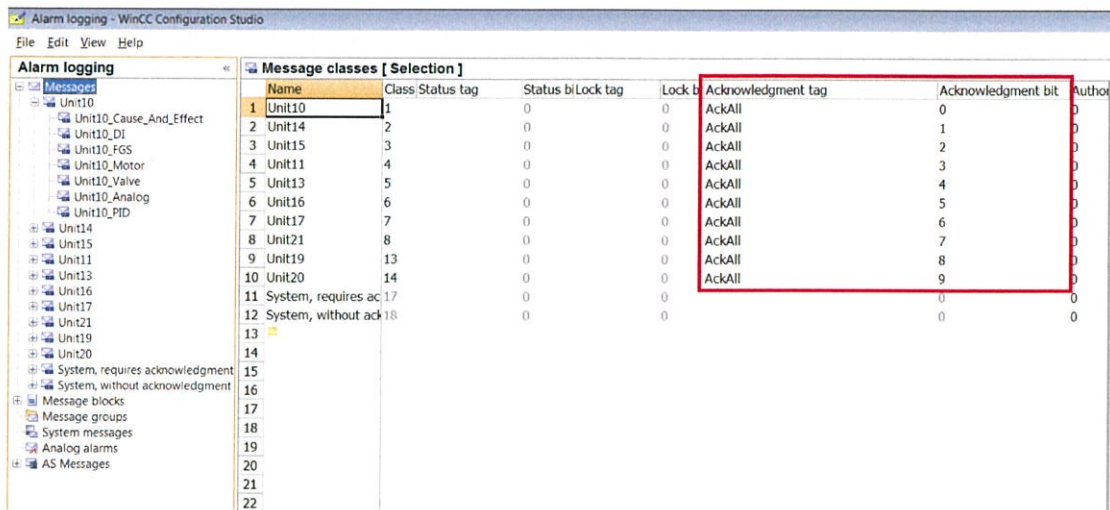 Alarm logging - WinCC Configuration Studio
File Edit View Help
Alarm logging «
Messages
Unit10
Unit10_Cause_And_Effect
Unit10_DI
Unit10_FGS
Unit10_Motor
Unit10_Valve
Unit10_Analog
Unit10_PID
Unit14
Unit15
Unit11
Unit13
Unit16
Unit17
Unit21
Unit19
Unit20
System, requires acknowledgment
System, without acknowledgment
Message blocks
Message groups
System messages
Analog alarms
AS Messages
Message classes [ Selection ]
Name Class Status tag Status bi Lock tag Lock b Acknowledgment tag Acknowledgment bit Author
1 Unit10 1 0 0 AckAll 0 0
2 Unit14 2 0 0 AckAll 1 0
3 Unit15 3 0 0 AckAll 2 0
4 Unit11 4 0 0 AckAll 3 0
5 Unit13 5 0 0 AckAll 4 0
6 Unit16 6 0 0 AckAll 5 0
7 Unit17 7 0 0 AckAll 6 0
8 Unit21 8 0 0 AckAll 7 0
9 Unit19 13 0 0 AckAll 8 0
10 Unit20 14 0 0 AckAll 9 0
11 System, requires ac 17 0 0 0 0
12 System, without ack 18 0 0 0 0
13
14
15
16
17
18
19
20
21
22